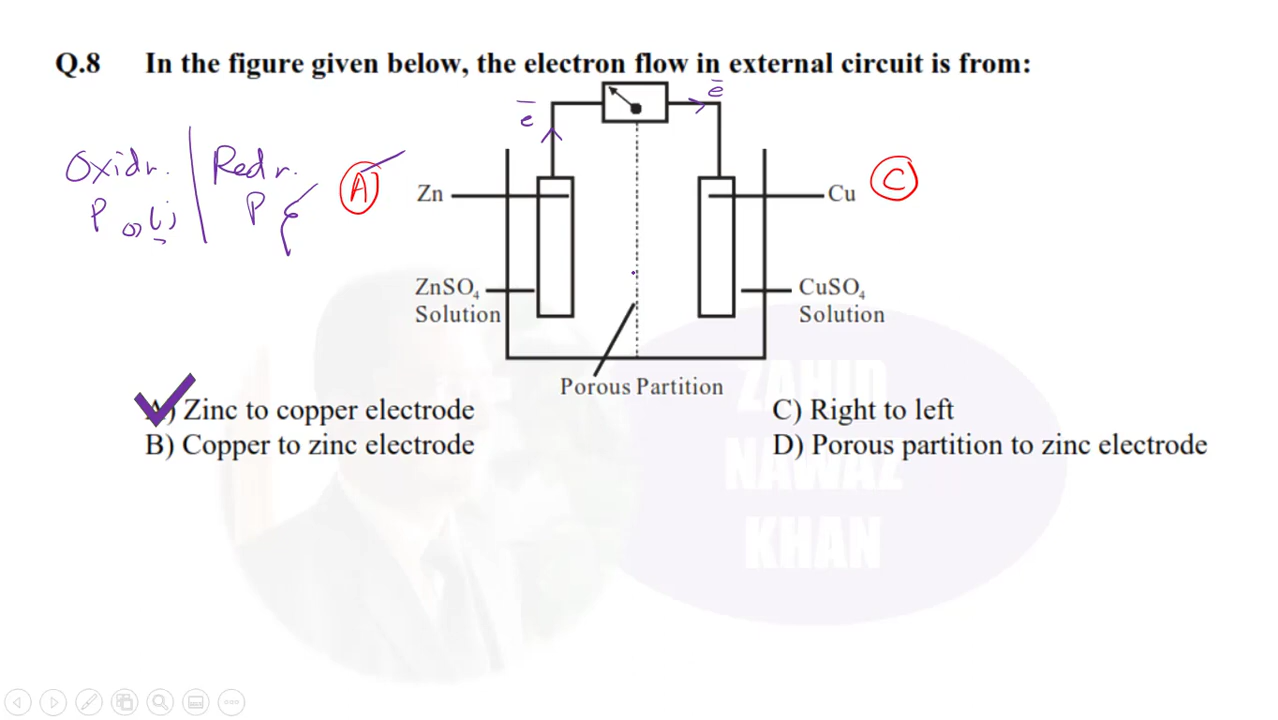 Q.8 In the figure given below, the electron flow in external circuit is from:
e
e
Oxidr. Redr.
P P
A
C
Zn
Cu
ZnSO₄
Solution
CuSO₄
Solution
Porous Partition
A) Zinc to copper electrode
B) Copper to zinc electrode
C) Right to left
D) Porous partition to zinc electrode
ZAHID
NAWAZ
KHAN